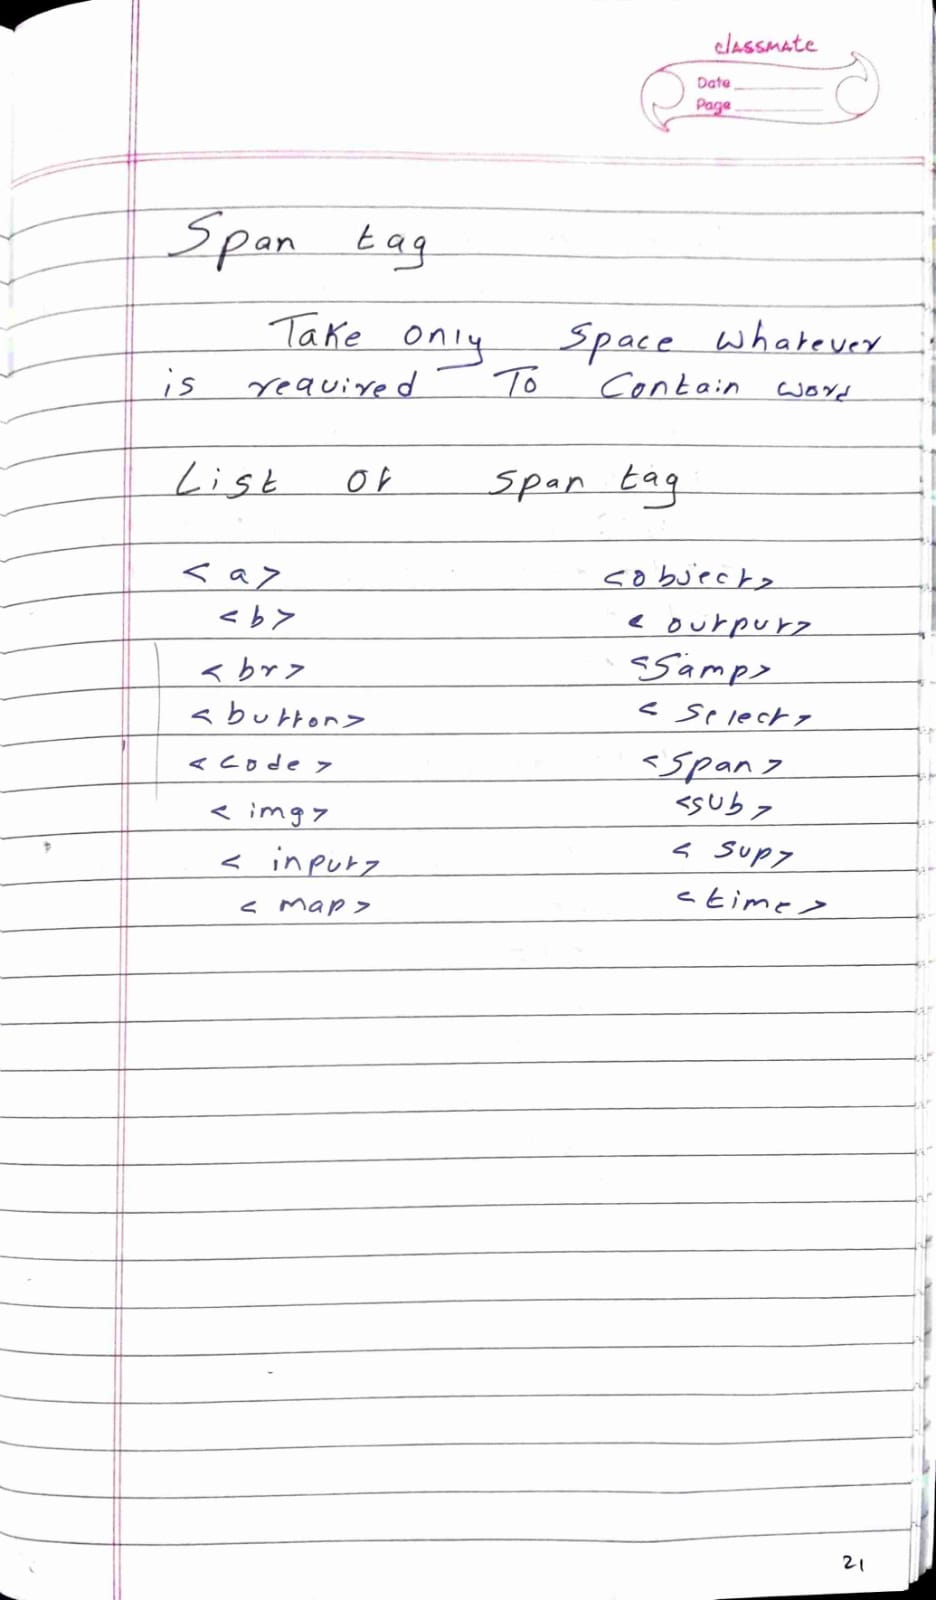 classmate
Date
Page
Span tag
Take only space whatever
is required To Contain word
List of span tag
<a> <object>
<b> <output>
<br> <samp>
<button> <select>
<code> <span>
<img> <sub>
<input> <sup>
<map> <time>
21